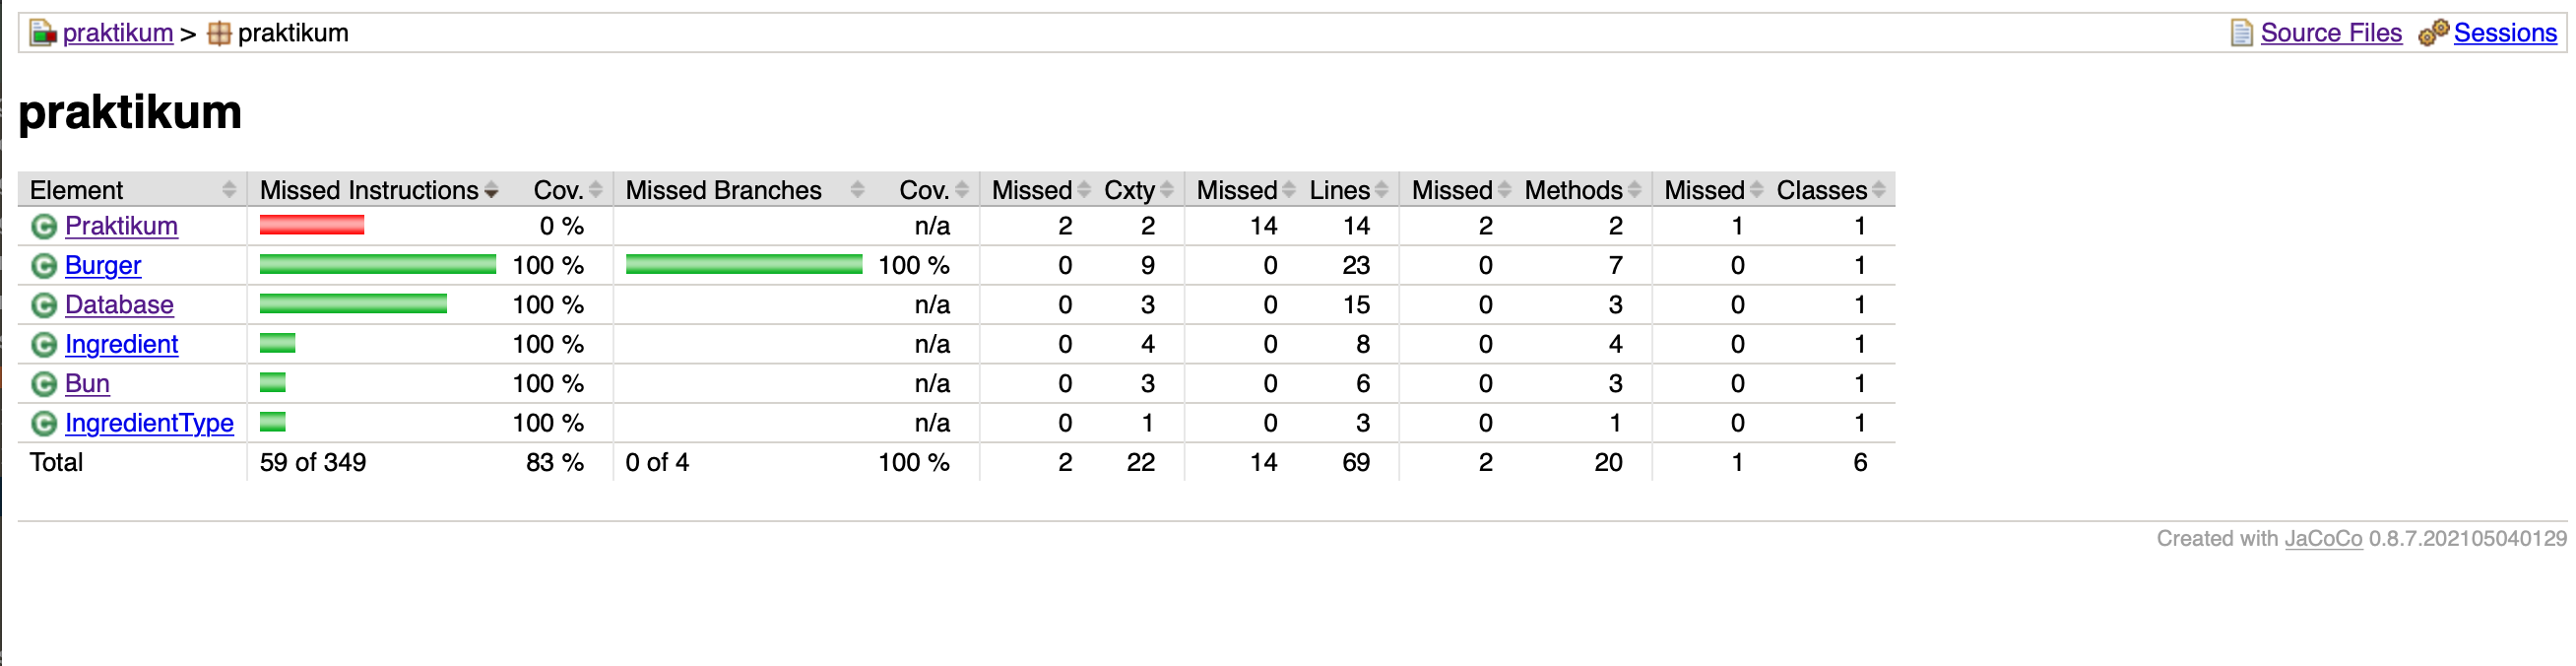 praktikum > praktikum Source Files Sessions
praktikum
Element Missed Instructions Cov. Missed Branches Cov. Missed Cxty Missed Lines Missed Methods Missed Classes
Praktikum 0 % n/a 2 2 14 14 2 2 1 1
Burger 100 % 100 % 0 9 0 23 0 7 0 1
Database 100 % n/a 0 3 0 15 0 3 0 1
Ingredient 100 % n/a 0 4 0 8 0 4 0 1
Bun 100 % n/a 0 3 0 6 0 3 0 1
IngredientType 100 % n/a 0 1 0 3 0 1 0 1
Total 59 of 349 83 % 0 of 4 100 % 2 22 14 69 2 20 1 6
Created with JaCoCo 0.8.7.202105040129